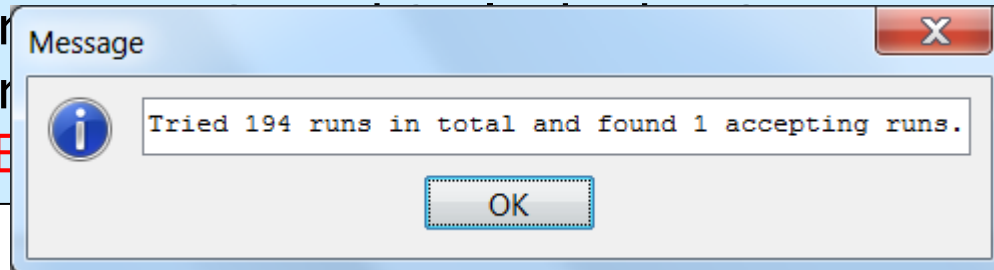 Message
Tried 194 runs in total and found 1 accepting runs.
OK